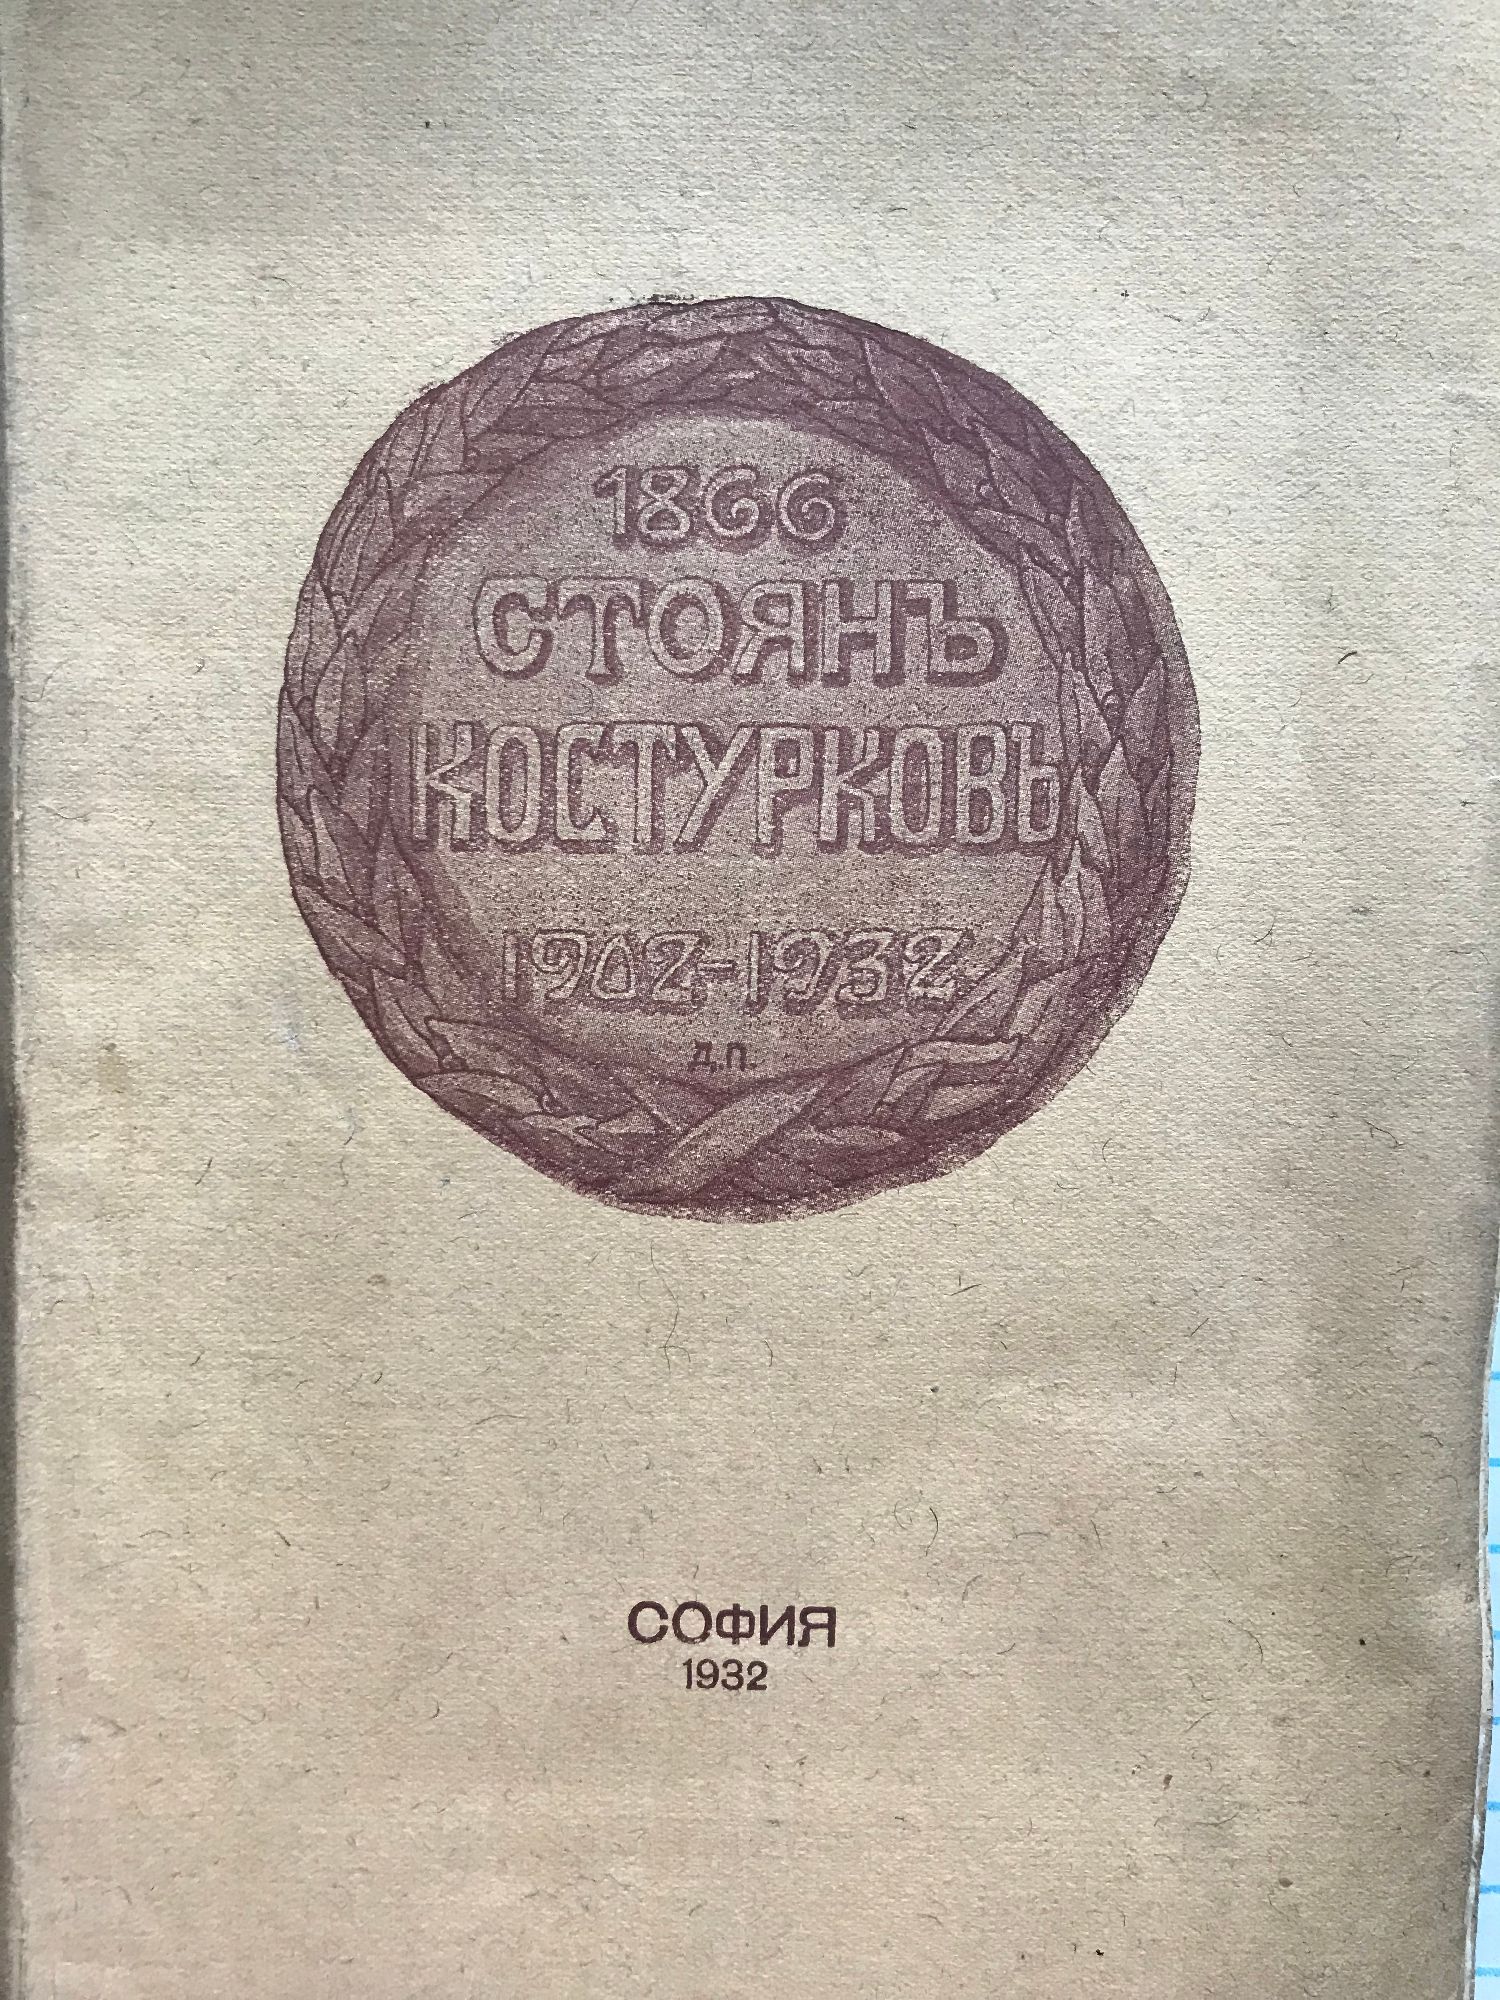 1866
СТОЯНЪ
КОСТУРКОВЪ
1902-1932
Д.П.
СОФИЯ
1932